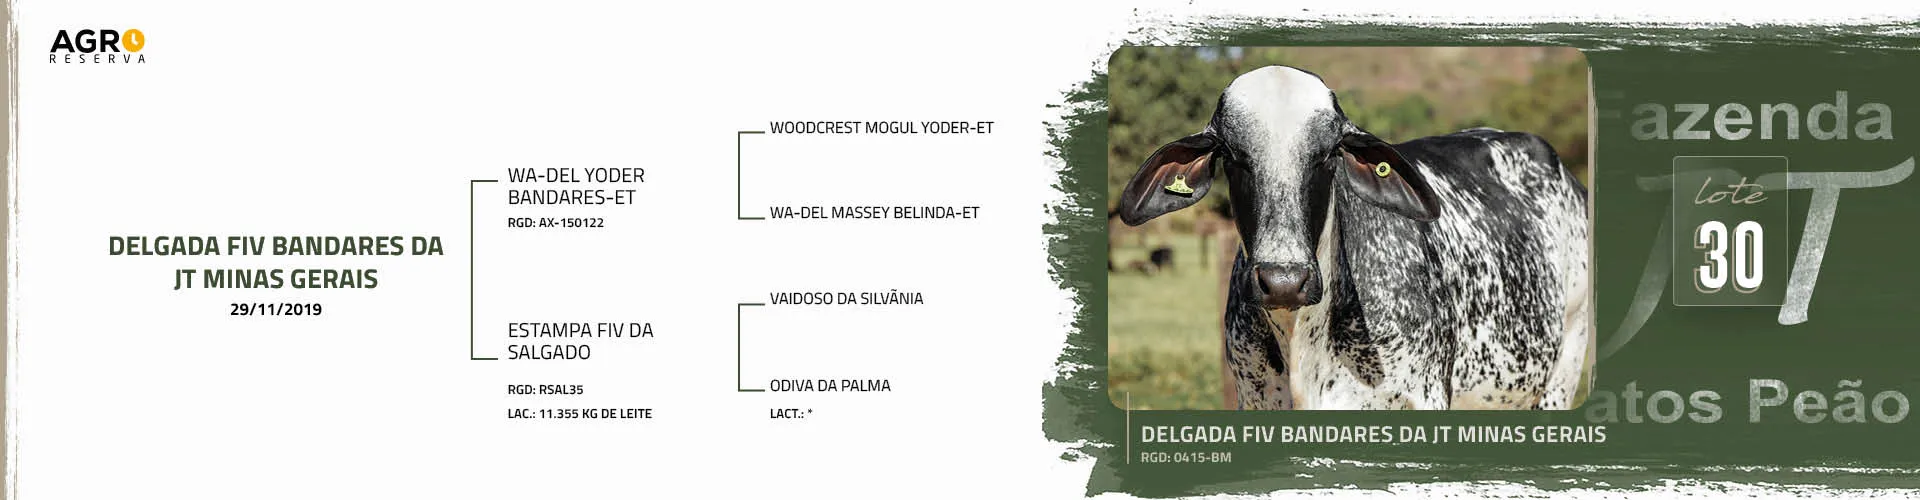 AGRO
RESERVA
DELGADA FIV BANDARES DA
JT MINAS GERAIS
29/11/2019
WA-DEL YODER
BANDARES-ET
RGD: AX-150122
ESTAMPA FIV DA
SALGADO
RGD: RSAL35
LAC.: 11.355 KG DE LEITE
WOODCREST MOGUL YODER-ET
WA-DEL MASSEY BELINDA-ET
VAIDOSO DA SILVÃNIA
ODIVA DA PALMA
LACT.: *
Fazenda
JT
lote
30
atos Peão
DELGADA FIV BANDARES DA JT MINAS GERAIS
RGD: 0415-BM